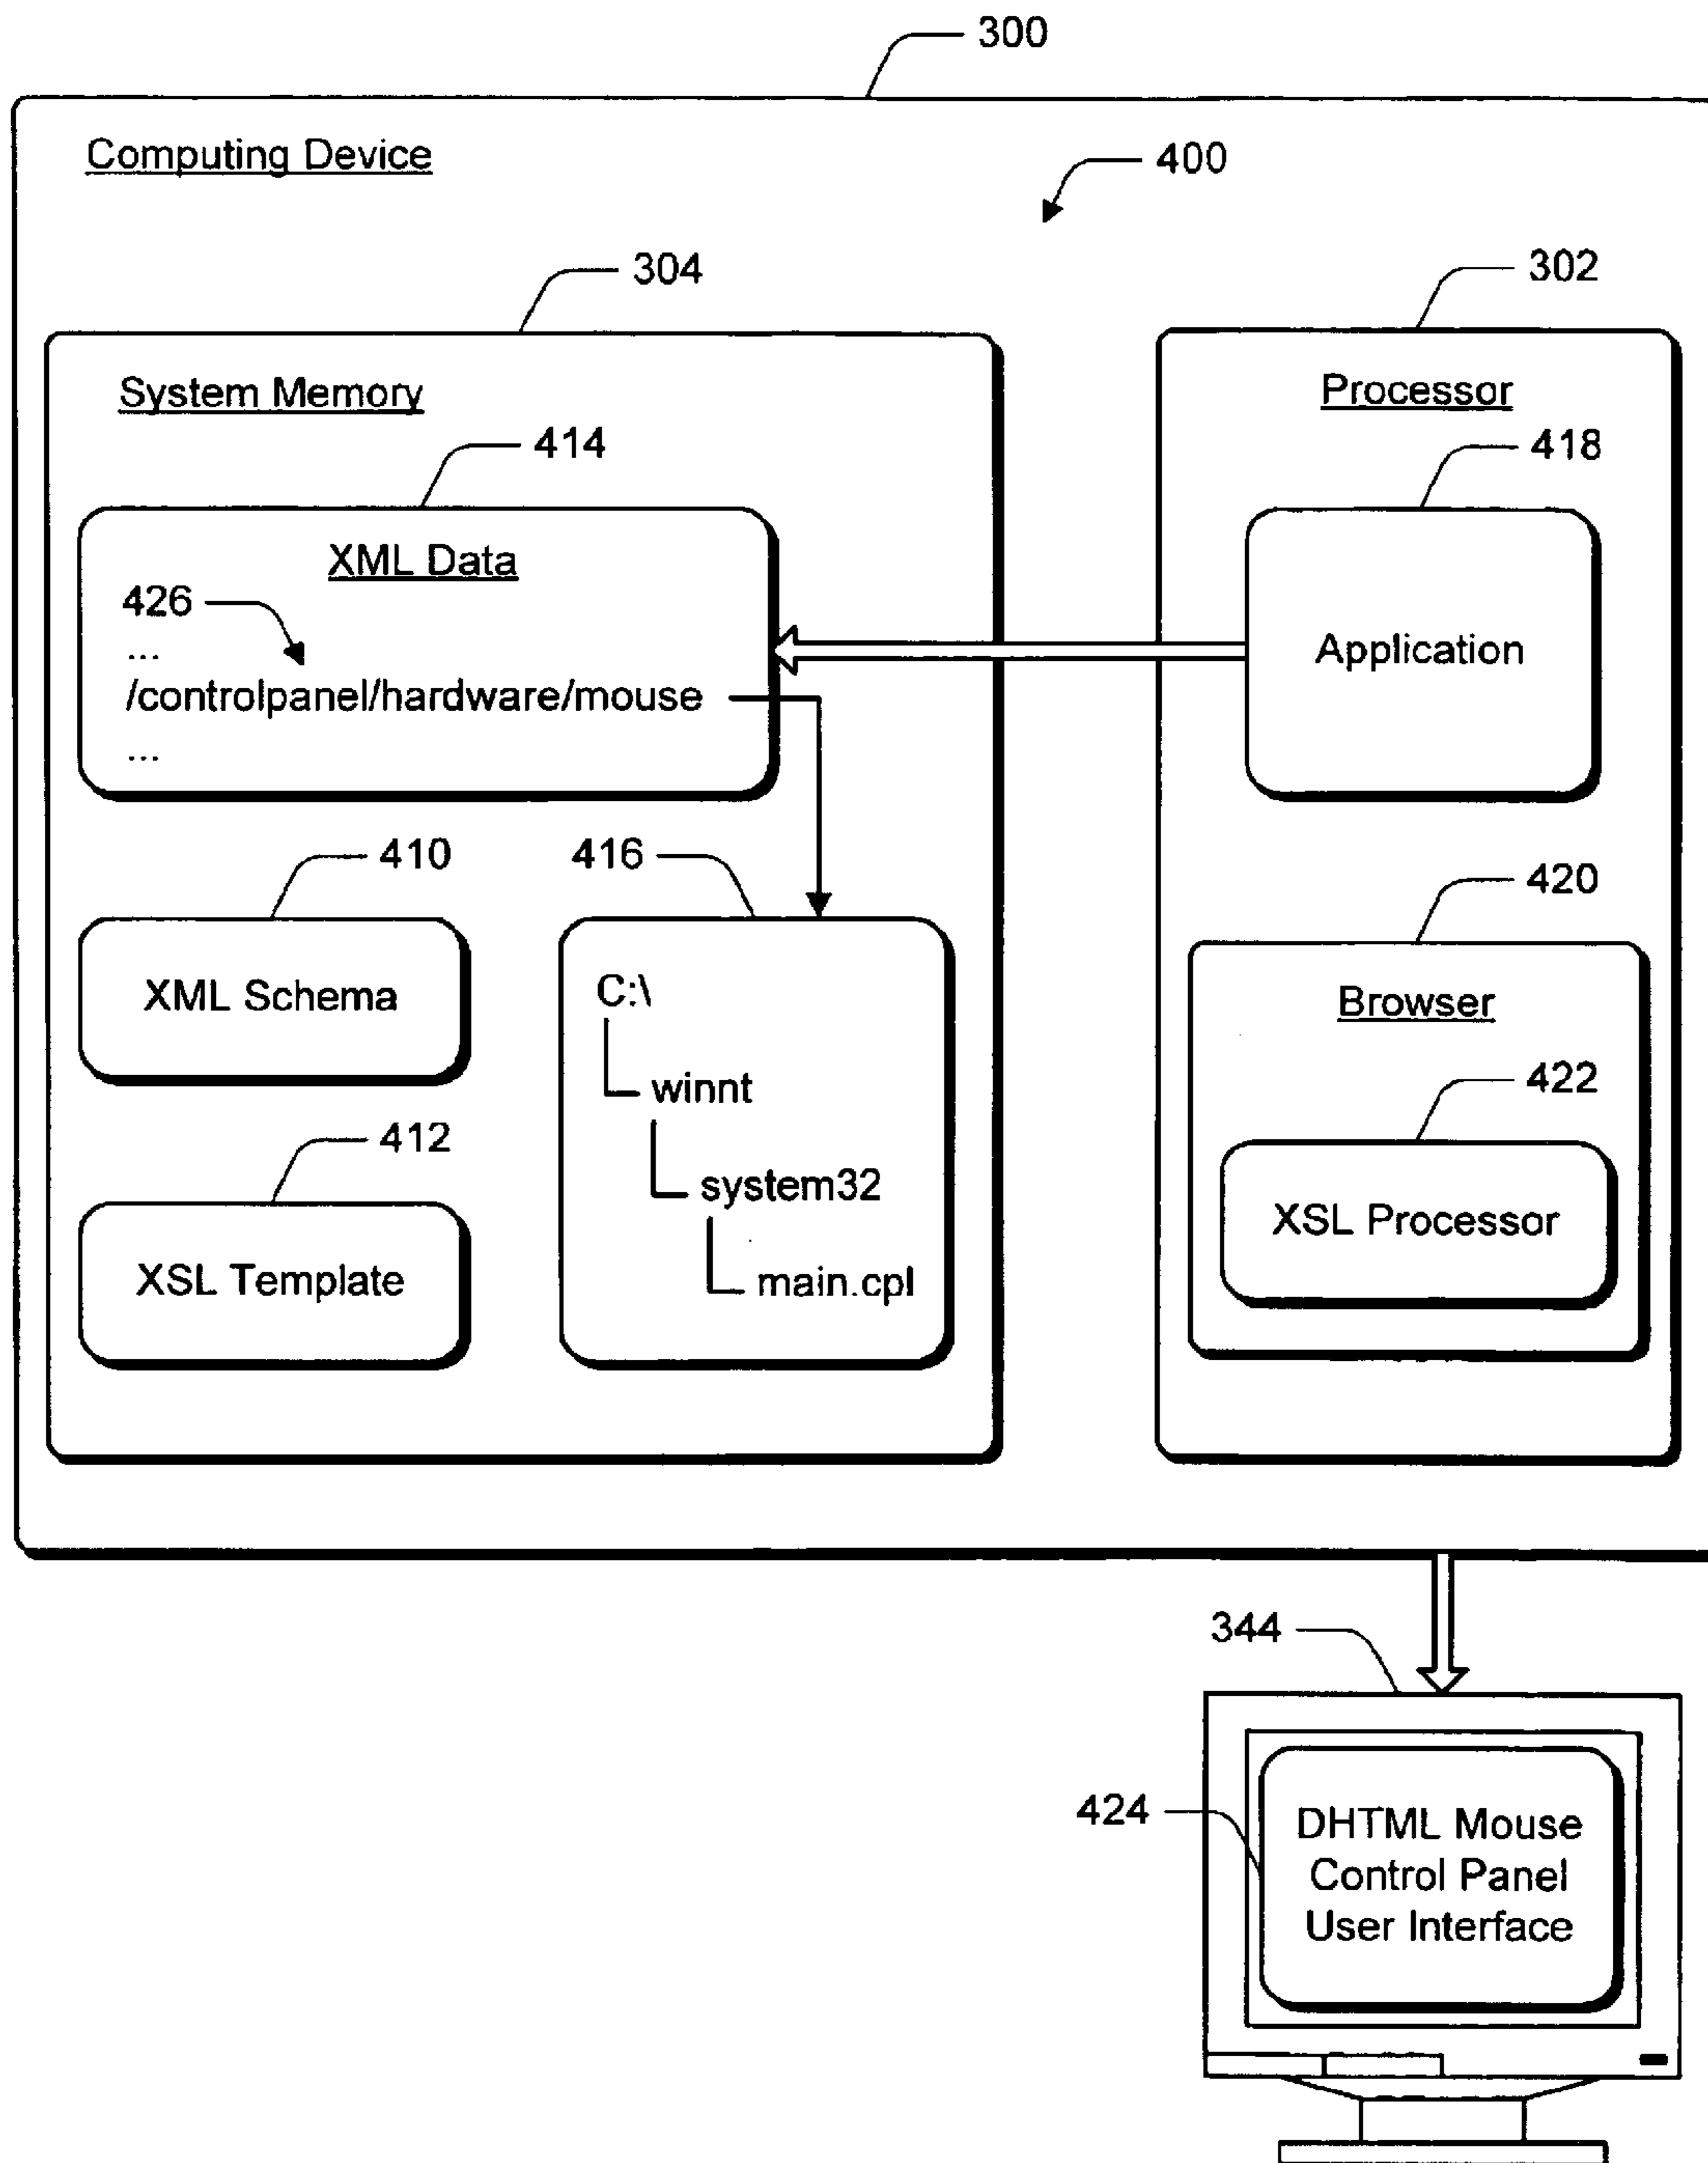 300
Computing Device
400
304
302
System Memory
Processor
414
418
XML Data
426
...
/controlpanel/hardware/mouse
...
Application
410
416
420
XML Schema
C:\
winnt
system32
main.cpl
Browser
422
412
XSL Processor
XSL Template
344
424
DHTML Mouse
Control Panel
User Interface